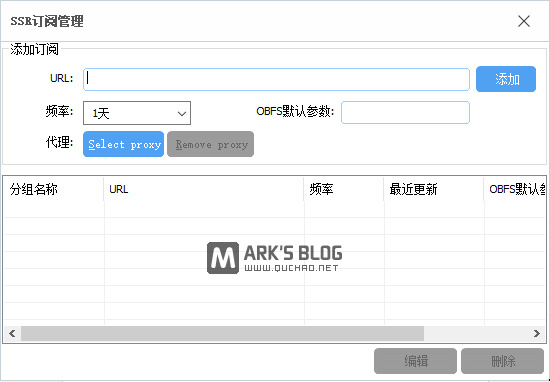 SSR订阅管理
添加订阅
URL: 添加
频率: 1天 OBFS默认参数:
代理: Select proxy Remove proxy
分组名称 URL 频率 最近更新 OBFS默认参
M ARK'S BLOG
WWW.QUCHAO.NET
编辑 删除